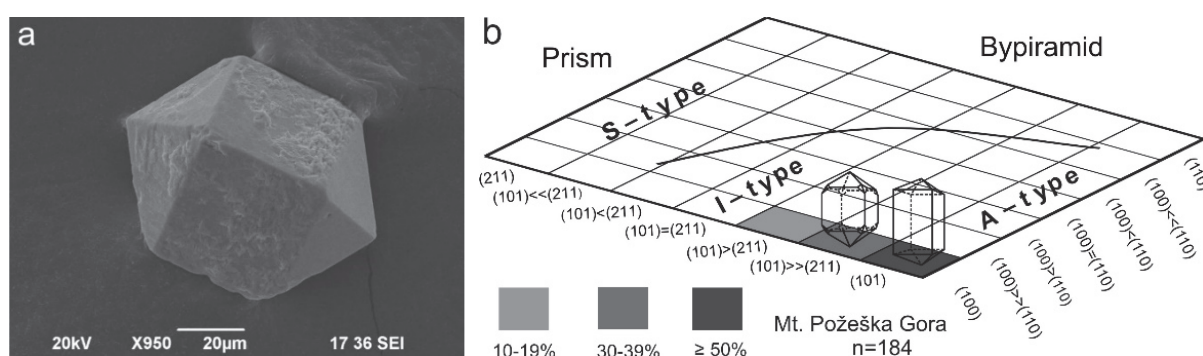 a
20kV X950 20µm 17 36 SEI
b
Prism
Bypiramid
S-type
I-type
A-type
(211)
(101)<<(211)
(101)<(211)
(101)=(211)
(101)>(211)
(101)>>(211)
(101)
(100)
(100)>>(110)
(100)>(110)
(100)=(110)
(100)<(110)
(100)<<(110)
(110)
10-19%
30-39%
≥ 50%
Mt. Požeška Gora
n=184